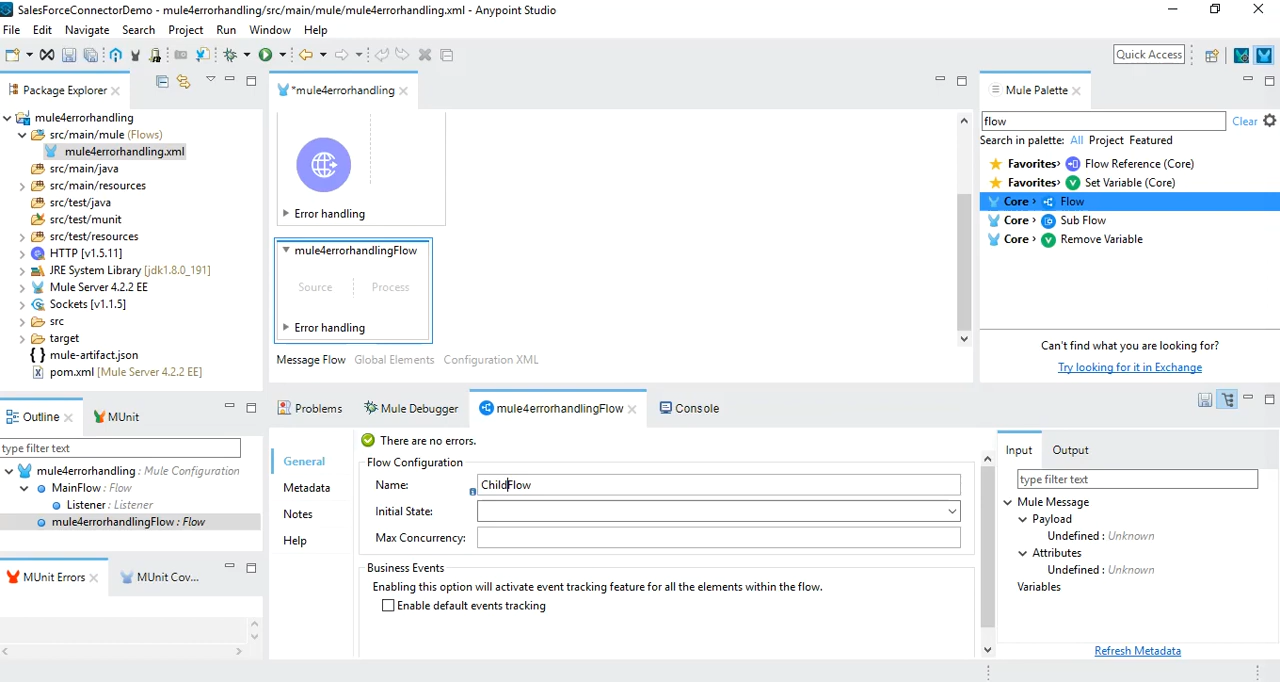 SalesForceConnectorDemo - mule4errorhandling/src/main/mule/mule4errorhandling.xml - Anypoint Studio
File Edit Navigate Search Project Run Window Help
Quick Access
Package Explorer
mule4errorhandling
src/main/mule (Flows)
mule4errorhandling.xml
src/main/java
src/main/resources
src/test/java
src/test/munit
src/test/resources
HTTP [v1.5.11]
JRE System Library [jdk1.8.0_191]
Mule Server 4.2.2 EE
Sockets [v1.1.5]
src
target
mule-artifact.json
pom.xml [Mule Server 4.2.2 EE]
*mule4errorhandling
Error handling
mule4errorhandlingFlow
Source Process
Error handling
Message Flow Global Elements Configuration XML
Mule Palette
flow
Clear
Search in palette: All Project Featured
Favorites› Flow Reference (Core)
Favorites› Set Variable (Core)
Core › Flow
Core › Sub Flow
Core › Remove Variable
Can't find what you are looking for?
Try looking for it in Exchange
Outline MUnit
type filter text
mule4errorhandling : Mule Configuration
MainFlow : Flow
Listener : Listener
mule4errorhandlingFlow : Flow
MUnit Errors MUnit Cov...
Problems Mule Debugger mule4errorhandlingFlow Console
There are no errors.
General
Metadata
Notes
Help
Flow Configuration
Name: ChildFlow
Initial State:
Max Concurrency:
Business Events
Enabling this option will activate event tracking feature for all the elements within the flow.
Enable default events tracking
Input Output
type filter text
Mule Message
Payload
Undefined : Unknown
Attributes
Undefined : Unknown
Variables
Refresh Metadata